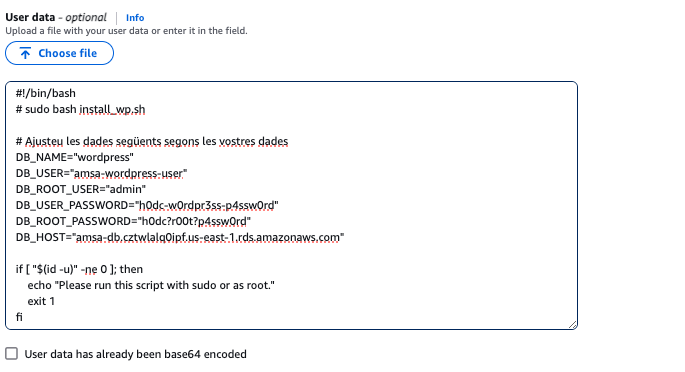 User data - optional Info
Upload a file with your user data or enter it in the field.
Choose file
#!/bin/bash
# sudo bash install_wp.sh
# Ajusteu les dades següents segons les vostres dades
DB_NAME="wordpress"
DB_USER="amsa-wordpress-user"
DB_ROOT_USER="admin"
DB_USER_PASSWORD="h0dc-w0rdpr3ss-p4ssw0rd"
DB_ROOT_PASSWORD="h0dc?r00t?p4ssw0rd"
DB_HOST="amsa-db.cztwlalq0ipf.us-east-1.rds.amazonaws.com"
if [ "$(id -u)" -ne 0 ]; then
echo "Please run this script with sudo or as root."
exit 1
fi
User data has already been base64 encoded